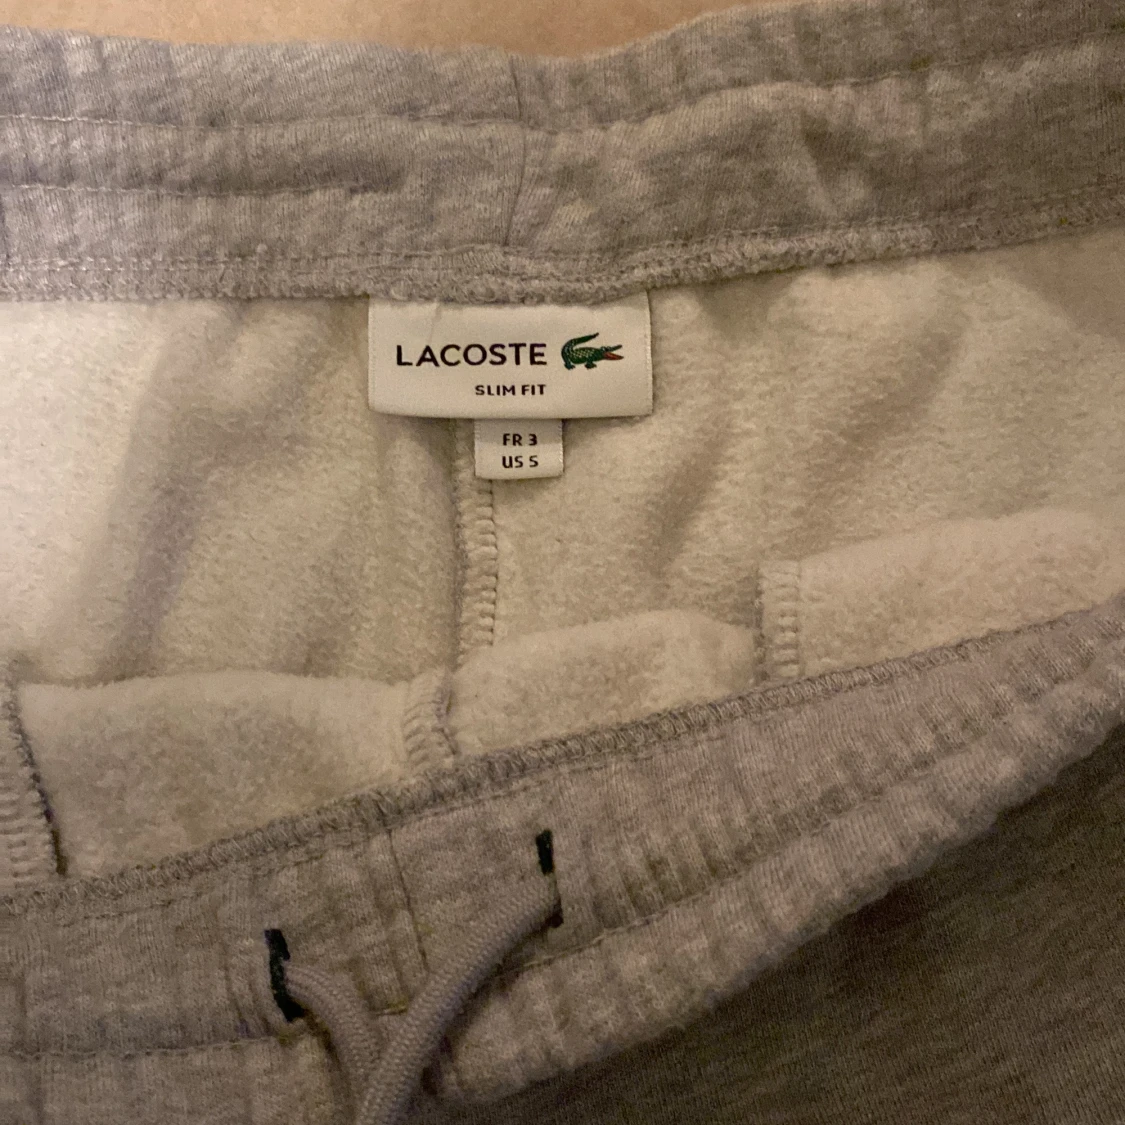 LACOSTE
SLIM FIT
FR 3
US 5